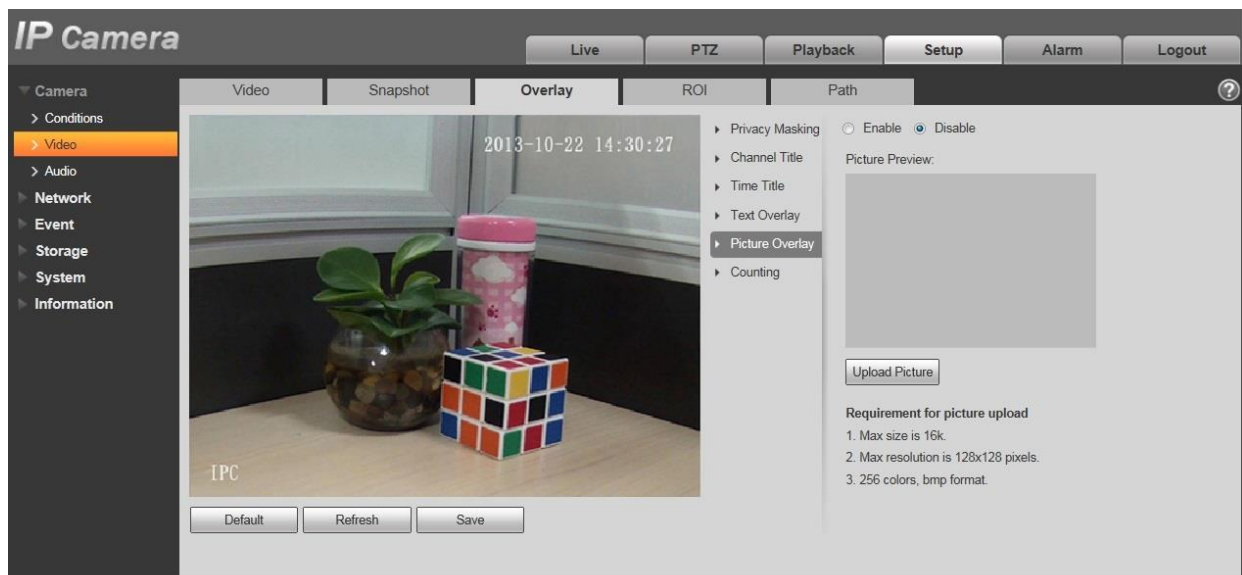 IP Camera
Live
PTZ
Playback
Setup
Alarm
Logout
Camera
Conditions
Video
Audio
Network
Event
Storage
System
Information
Video
Snapshot
Overlay
ROI
Path
?
2013-10-22 14:30:27
IPC
Default
Refresh
Save
Privacy Masking
Channel Title
Time Title
Text Overlay
Picture Overlay
Counting
Enable
Disable
Picture Preview:
Upload Picture
Requirement for picture upload
1. Max size is 16k.
2. Max resolution is 128x128 pixels.
3. 256 colors, bmp format.